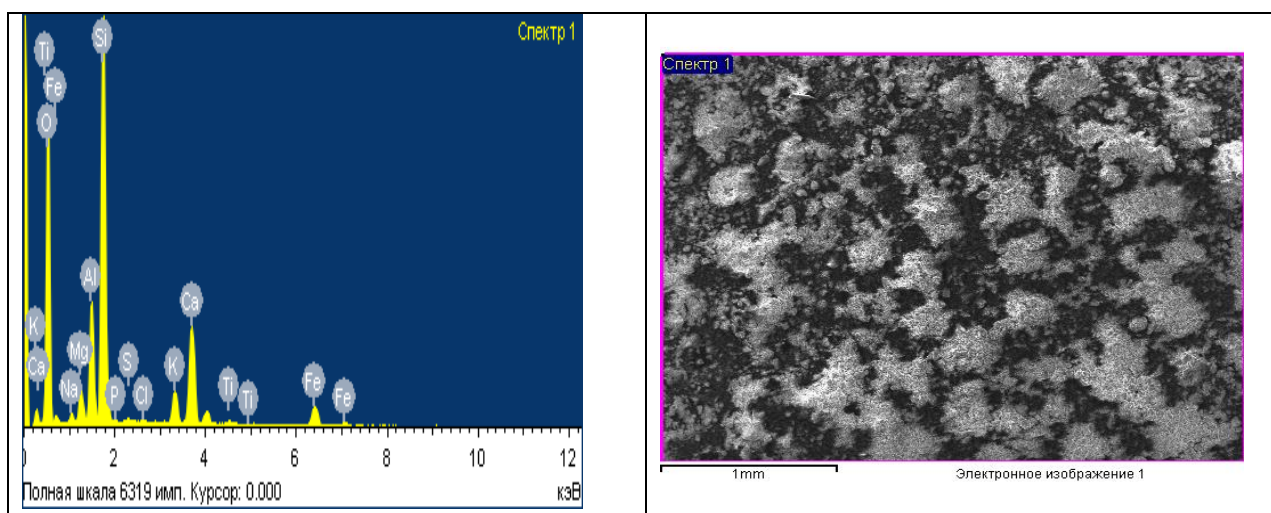 Спектр 1
Ti
Fe
O
Si
K
Ca
Na
Mg
Al
P
S
Cl
K
Ca
Ti
Ti
Fe
Fe
2
4
6
8
10
12
Полная шкала 6319 имп. Курсор: 0.000
кэВ
Спектр 1
1mm
Электронное изображение 1